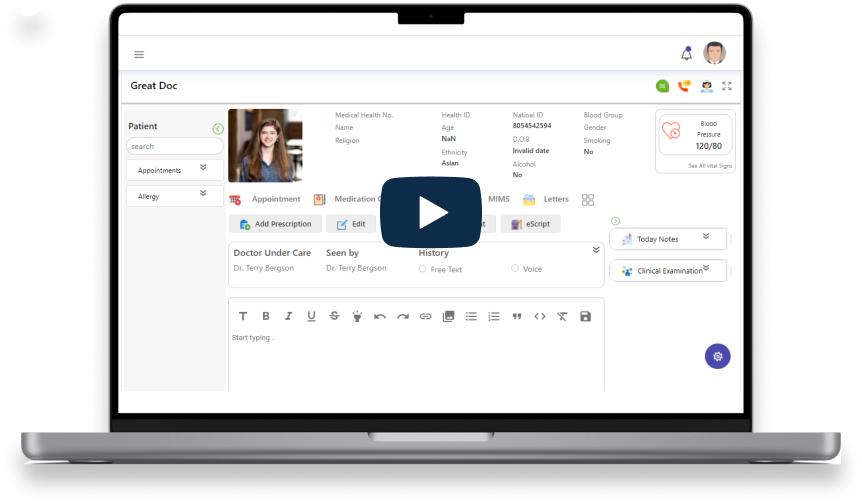 Great Doc
Patient
search
Appointments
Allergy
Medical Health No.
Name
Religion
Health ID
Age
NaN
Ethnicity
Asian
Natioal ID
8054542594
D.O.8
Invalid date
Alcohol
No
Blood Group
Gender
Smoking
No
Blood
Pressure
120/80
See All vital Signs
Appointment Medication MIMS Letters
Add Prescription Edit eScript
Doctor Under Care Seen by History
Dr. Terry Bergson Dr. Terry Bergson Free Text Voice
Today Notes
Clinical Examination
T B I U S
Start typing...